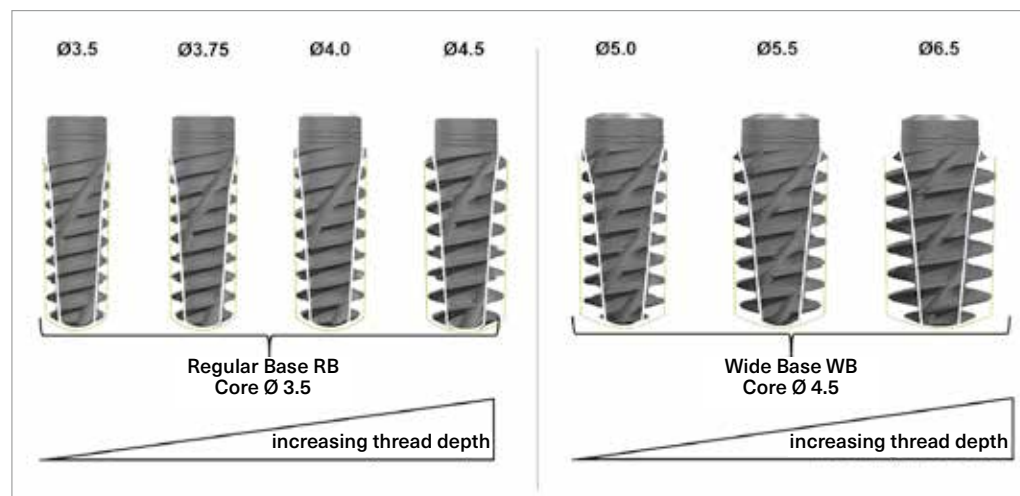 Ø3.5 Ø3.75 Ø4.0 Ø4.5
Ø5.0 Ø5.5 Ø6.5
Regular Base RB
Core Ø 3.5
Wide Base WB
Core Ø 4.5
increasing thread depth
increasing thread depth